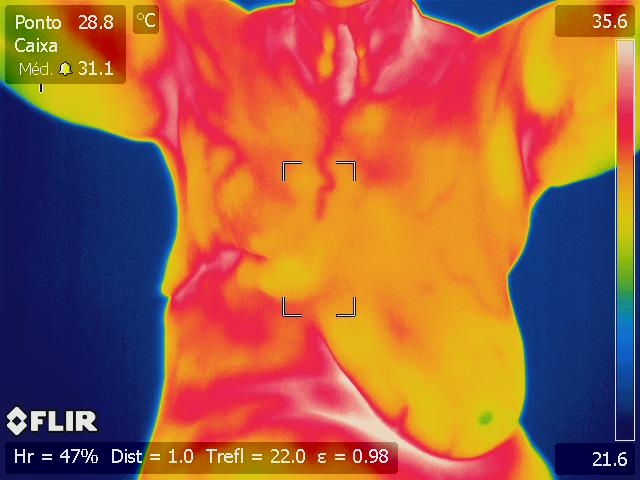 Ponto 28.8 °C
Caixa
Méd. 31.1
35.6
FLIR
Hr = 47% Dist = 1.0 Trefl = 22.0 ε = 0.98
21.6